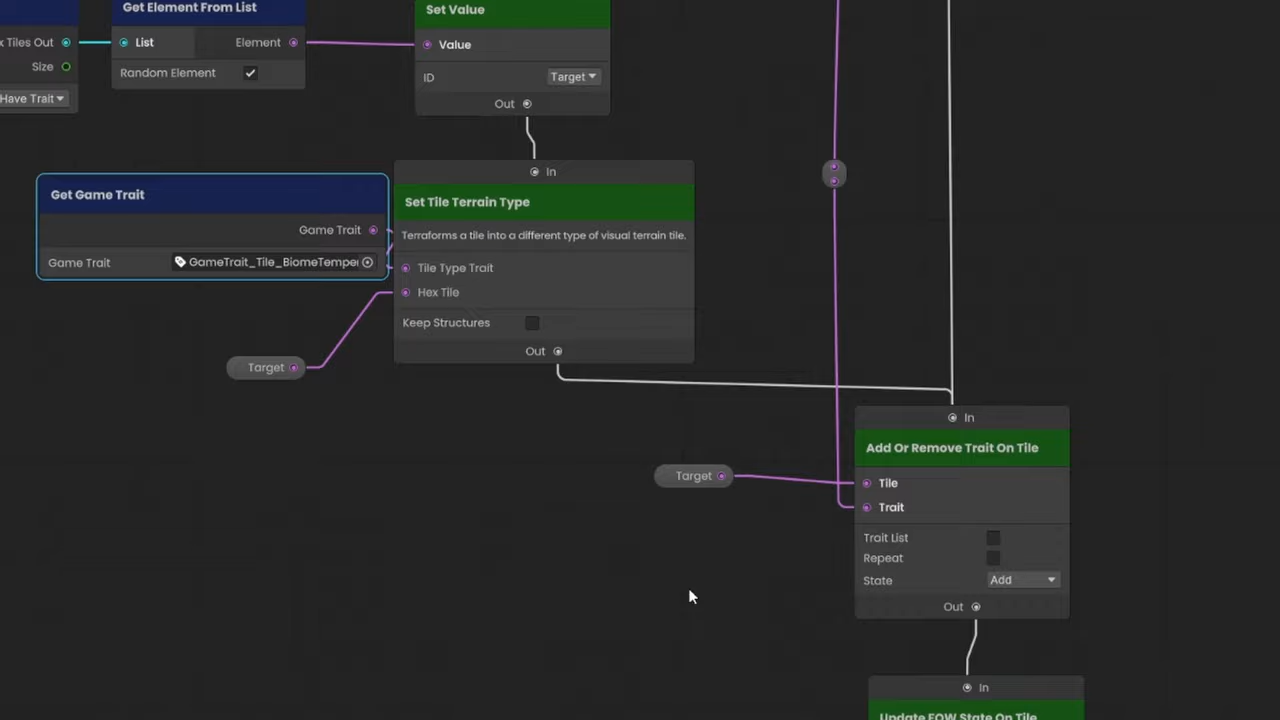 Get Element From List
x Tiles Out
List
Element
Size
Random Element
Have Trait
Set Value
Value
ID
Target
Out
In
Set Tile Terrain Type
Terraforms a tile into a different type of visual terrain tile.
Tile Type Trait
Hex Tile
Keep Structures
Out
Get Game Trait
Game Trait
Game Trait
GameTrait_Tile_BiomeTempe
Target
Target
In
Add Or Remove Trait On Tile
Tile
Trait
Trait List
Repeat
State
Add
Out
In
Update FOW State On Tile